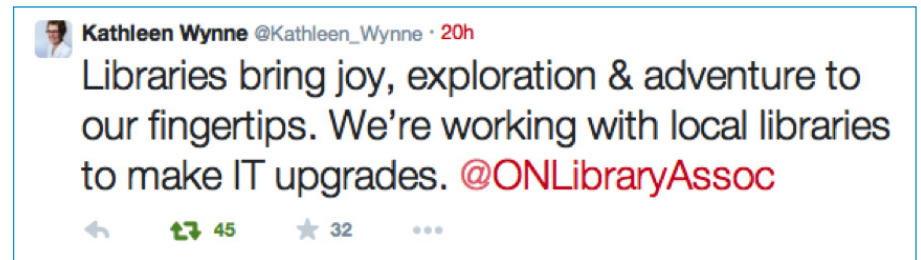 Kathleen Wynne @Kathleen_Wynne · 20h
Libraries bring joy, exploration & adventure to
our fingertips. We're working with local libraries
to make IT upgrades. @ONLibraryAssoc
45 32